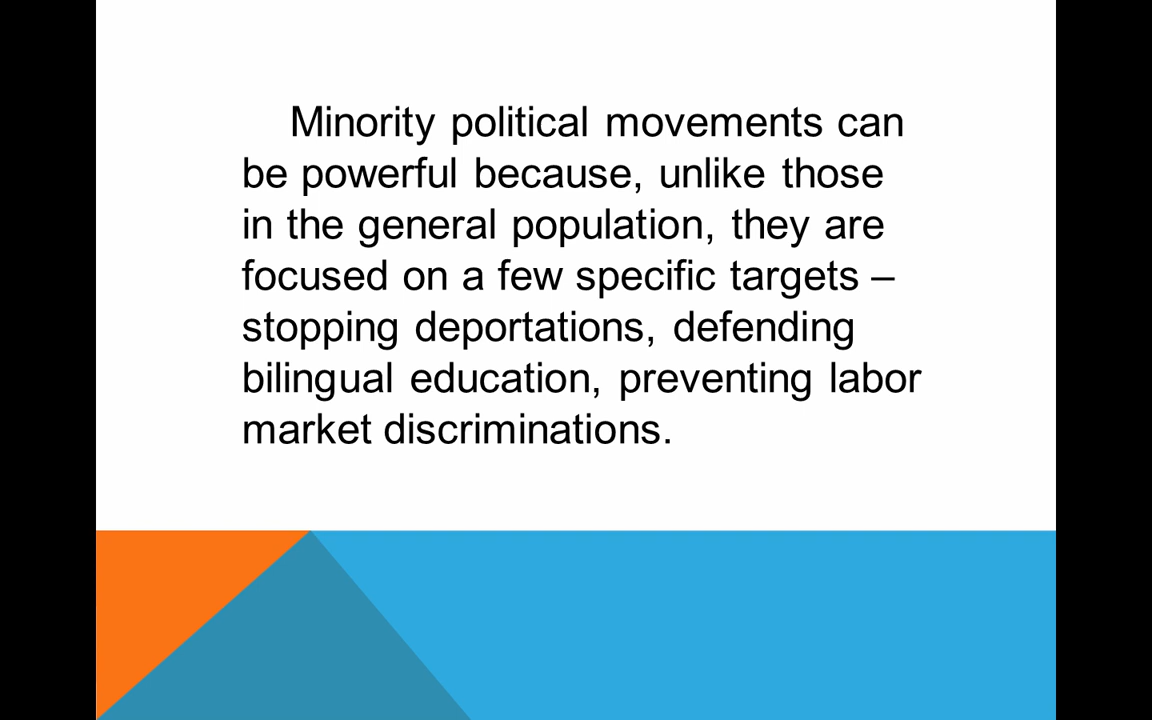 Minority political movements can
be powerful because, unlike those
in the general population, they are
focused on a few specific targets –
stopping deportations, defending
bilingual education, preventing labor
market discriminations.